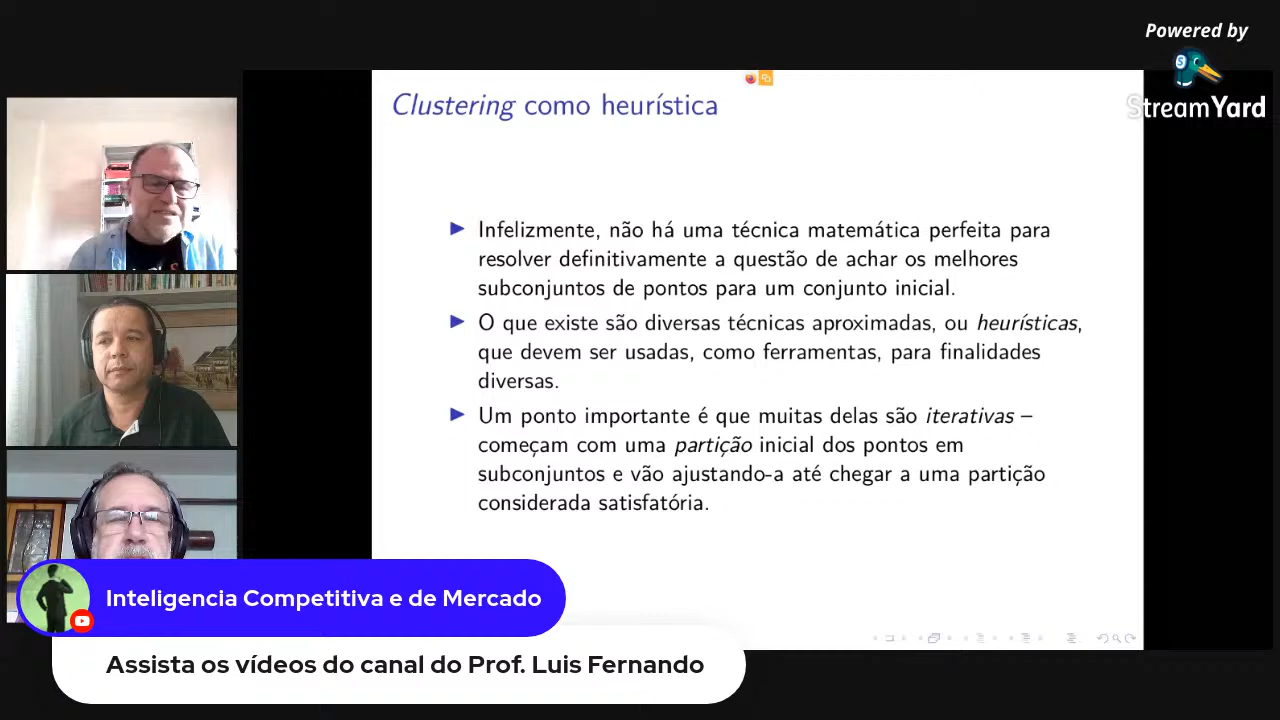 Powered by
StreamYard
Clustering como heurística
Infelizmente, não há uma técnica matemática perfeita para
resolver definitivamente a questão de achar os melhores
subconjuntos de pontos para um conjunto inicial.
O que existe são diversas técnicas aproximadas, ou heurísticas,
que devem ser usadas, como ferramentas, para finalidades
diversas.
Um ponto importante é que muitas delas são iterativas –
começam com uma partição inicial dos pontos em
subconjuntos e vão ajustando-a até chegar a uma partição
considerada satisfatória.
Inteligencia Competitiva e de Mercado
Assista os vídeos do canal do Prof. Luis Fernando